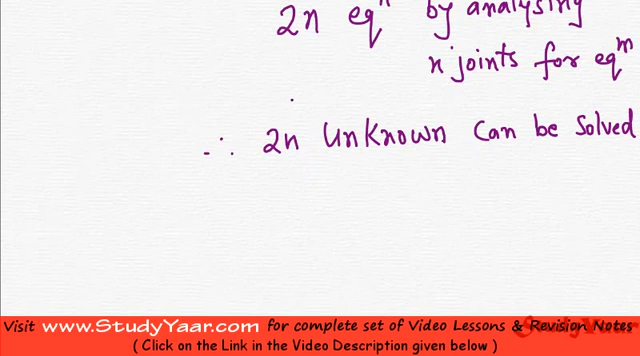 2n eqⁿ by analysing
n joints for eqᵐ
∴ 2n unknown can be solved
Visit www.StudyYaar.com for complete set of Video Lessons & Revision Notes
StudyYaar
( Click on the Link in the Video Description given below )